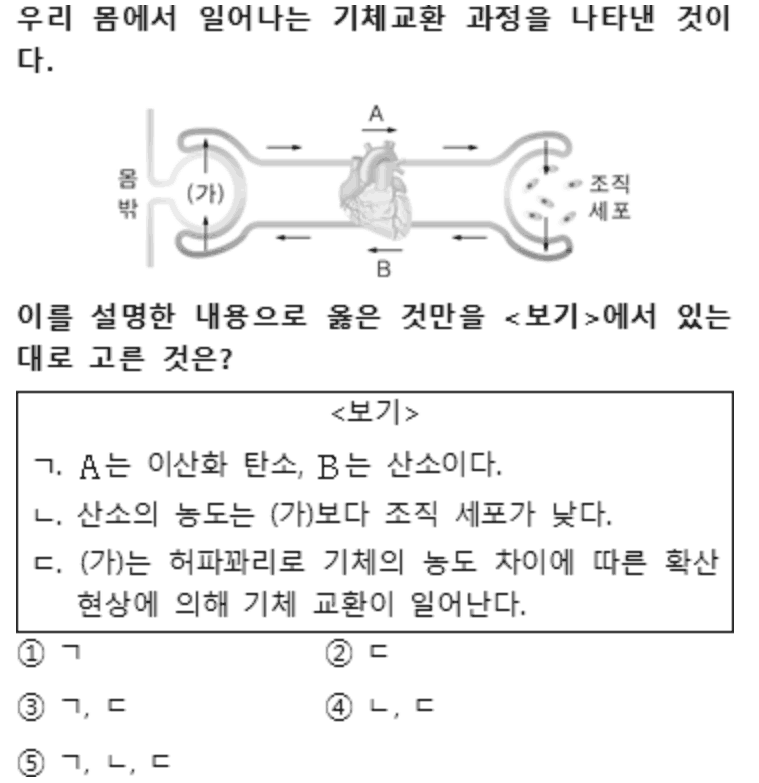 우리 몸에서 일어나는 기체교환 과정을 나타낸 것이
다.
A
몸
밖
(가)
조직
세포
B
이를 설명한 내용으로 옳은 것만을 <보기>에서 있는
대로 고른 것은?
<보기>
ㄱ. A는 이산화 탄소, B는 산소이다.
ㄴ. 산소의 농도는 (가)보다 조직 세포가 낮다.
ㄷ. (가)는 허파꽈리로 기체의 농도 차이에 따른 확산
현상에 의해 기체 교환이 일어난다.
① ㄱ ② ㄷ
③ ㄱ, ㄷ ④ ㄴ, ㄷ
⑤ ㄱ, ㄴ, ㄷ